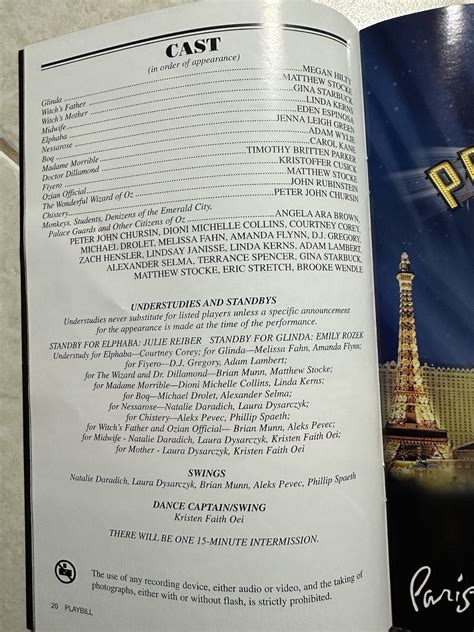 CAST
(in order of appearance)
Glinda MEGAN HILTY
Witch's Father MATTHEW STOCKE
Witch's Mother GINA STARBUCK
Midwife LINDA KERNS
Elphaba EDEN ESPINOSA
Nessarose JENNA LEIGH GREEN
Boq ADAM WYLIE
Madame Morrible CAROL KANE
Doctor Dillamond TIMOTHY BRITTEN PARKER
Fiyero KRISTOFFER CUSICK
Ozian Official MATTHEW STOCKE
The Wonderful Wizard of Oz JOHN RUBINSTEIN
Chistery PETER JOHN CHURSIN
Monkeys, Students, Denizens of the Emerald City,
Palace Guards and Other Citizens of Oz ANGELA ARA BROWN,
PETER JOHN CHURSIN, DIONI MICHELLE COLLINS, COURTNEY COREY,
MICHAEL DROLET, MELISSA FAHN, AMANDA FLYNN, D.J. GREGORY,
ZACH HENSLER, LINDSAY JANISSE, LINDA KERNS, ADAM LAMBERT,
ALEXANDER SELMA, TERRANCE SPENCER, GINA STARBUCK,
MATTHEW STOCKE, ERIC STRETCH, BROOKE WENDLE
UNDERSTUDIES AND STANDBYS
Understudies never substitute for listed players unless a specific announcement
for the appearance is made at the time of the performance.
STANDBY FOR ELPHABA: JULIE REIBER STANDBY FOR GLINDA: EMILY ROZEK
Understudy for Elphaba—Courtney Corey; for Glinda—Melissa Fahn, Amanda Flynn;
for Fiyero—D.J. Gregory, Adam Lambert;
for The Wizard and Dr. Dillamond—Brian Munn, Matthew Stocke;
for Madame Morrible—Dioni Michelle Collins, Linda Kerns;
for Boq—Michael Drolet, Alexander Selma;
for Nessarose—Natalie Daradich, Laura Dysarczyk;
for Chistery—Aleks Pevec, Phillip Spaeth;
for Witch's Father and Ozian Official— Brian Munn, Aleks Pevec;
for Midwife - Natalie Daradich, Laura Dysarczyk, Kristen Faith Oei;
for Mother - Laura Dysarczyk, Kristen Faith Oei
SWINGS
Natalie Daradich, Laura Dysarczyk, Brian Munn, Aleks Pevec, Phillip Spaeth
DANCE CAPTAIN/SWING
Kristen Faith Oei
THERE WILL BE ONE 15-MINUTE INTERMISSION.
The use of any recording device, either audio or video, and the taking of
photographs, either with or without flash, is strictly prohibited.
20 PLAYBILL
Paris